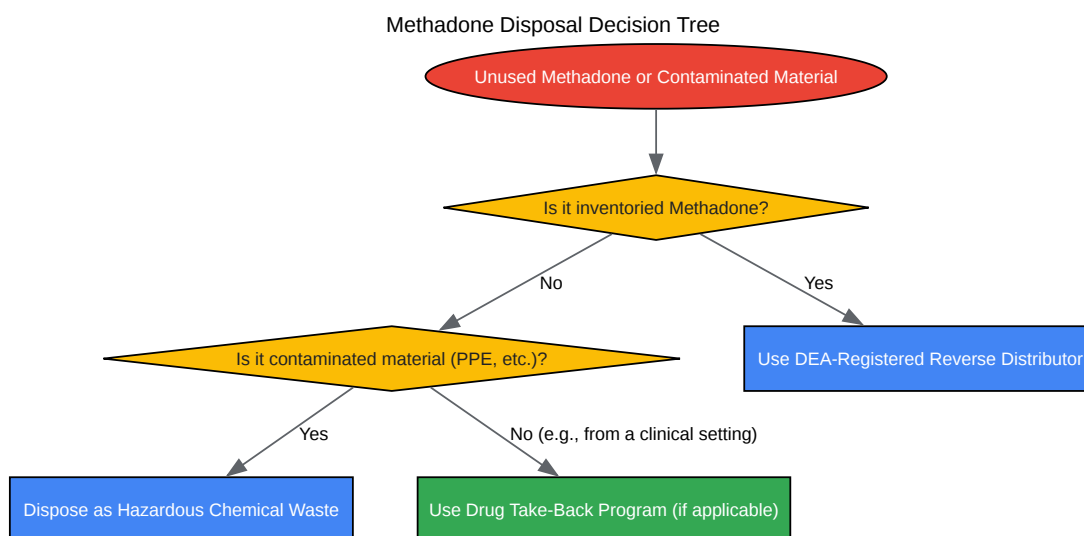 Methadone Disposal Decision Tree
Unused Methadone or Contaminated Material
Is it inventoried Methadone?
No
Yes
Is it contaminated material (PPE, etc.)?
Use DEA-Registered Reverse Distributor
Yes
No (e.g., from a clinical setting)
Dispose as Hazardous Chemical Waste
Use Drug Take-Back Program (if applicable)